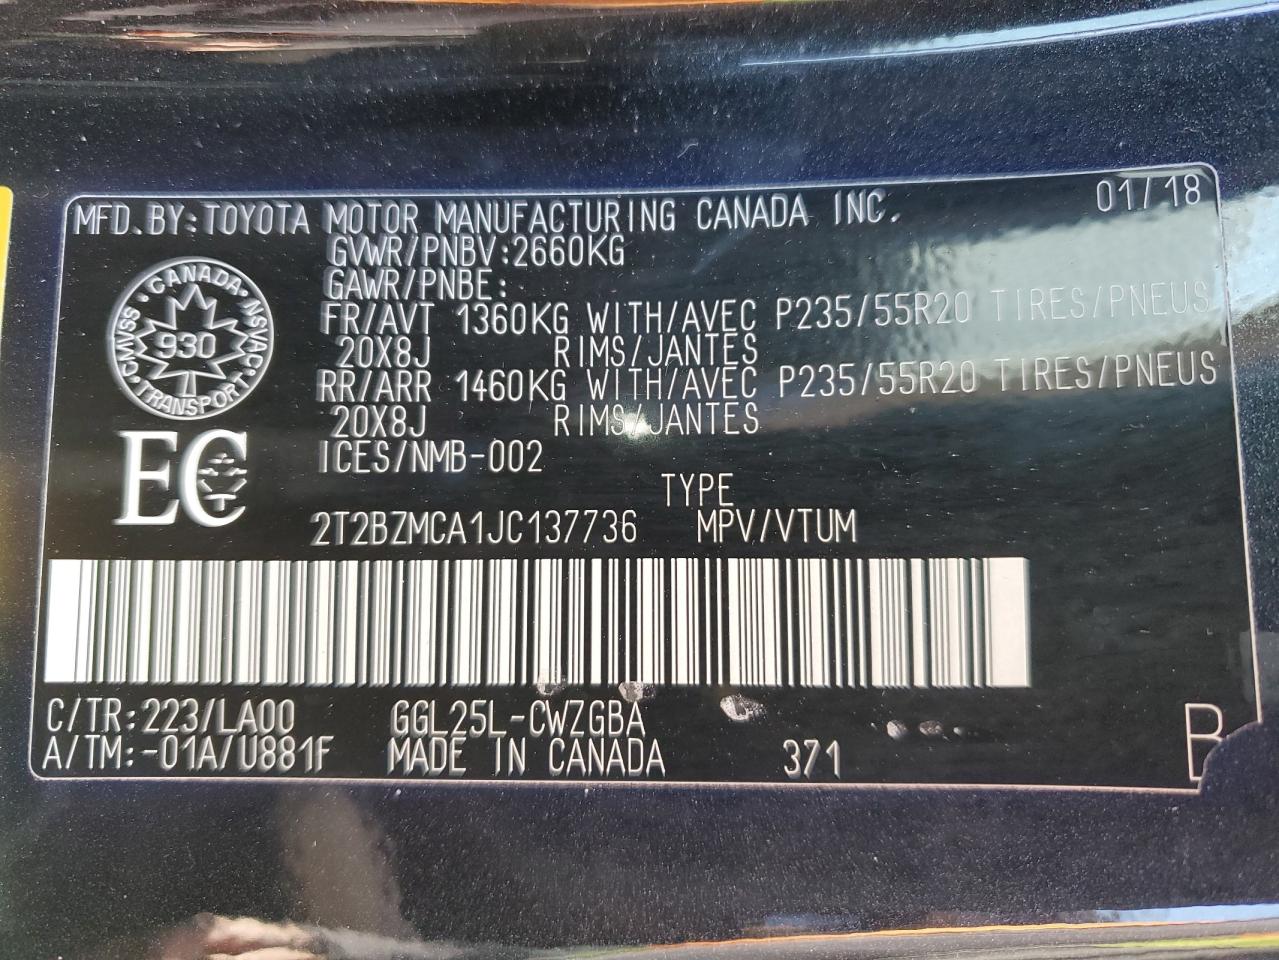 MFD.BY:TOYOTA MOTOR MANUFACTURING CANADA INC. 01/18
GVWR/PNBV:2660KG
GAWR/PNBE:
FR/AVT 1360KG WITH/AVEC P235/55R20 TIRES/PNEUS
20X8J RIMS/JANTES
RR/ARR 1460KG WITH/AVEC P235/55R20 TIRES/PNEUS
20X8J RIMS/JANTES
ICES/NMB-002
CANADA
CMVSS 930 NSVAC
TRANSPORT
EC
TYPE
2T2BZMCA1JC137736 MPV/VTUM
C/TR:223/LA00 GGL25L-CWZGBA
A/TM:-01A/U881F MADE IN CANADA 371
B